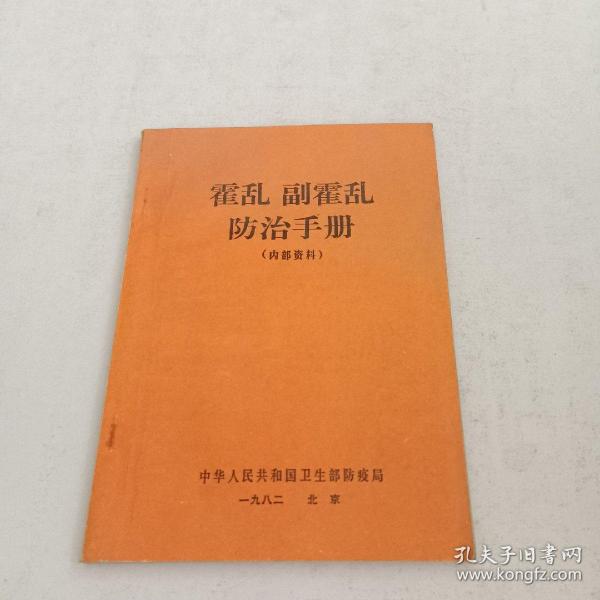 霍乱 副霍乱
防治手册
(内部资料)
中华人民共和国卫生部防疫局
一九八二 北京
孔夫子旧书网
www.kongfz.com